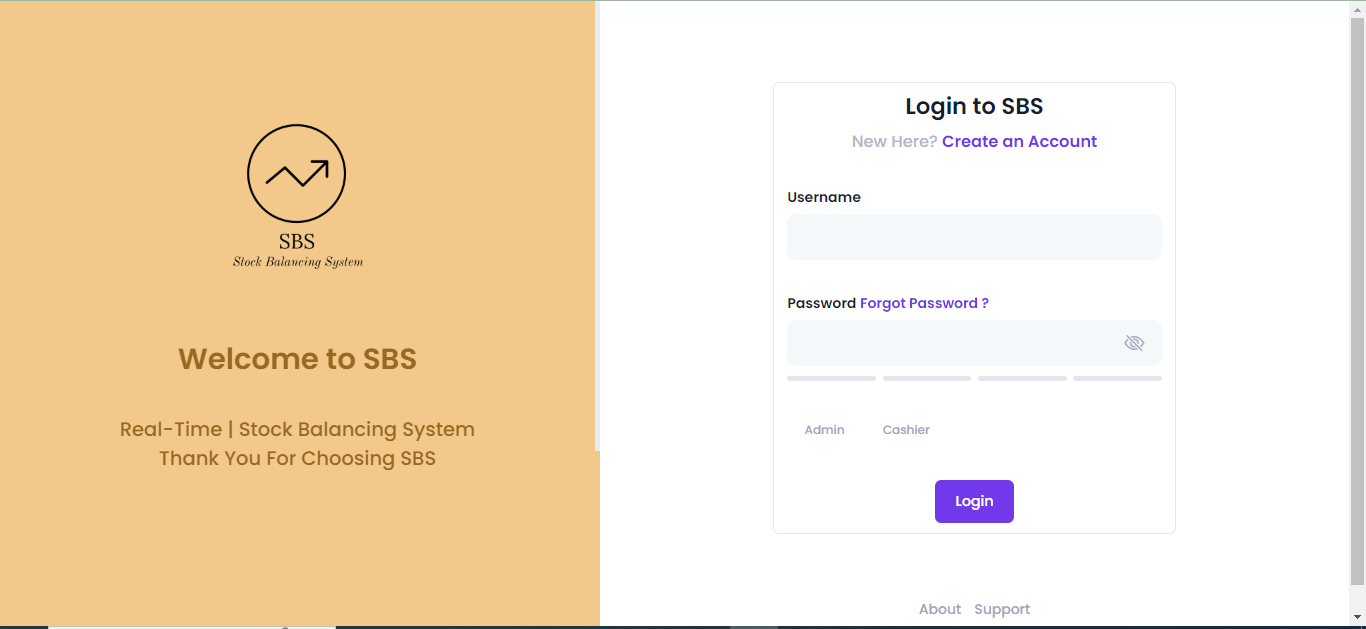 SBS
Stock Balancing System
Welcome to SBS
Real-Time | Stock Balancing System
Thank You For Choosing SBS
Login to SBS
New Here? Create an Account
Username
Password Forgot Password ?
Admin Cashier
Login
About Support